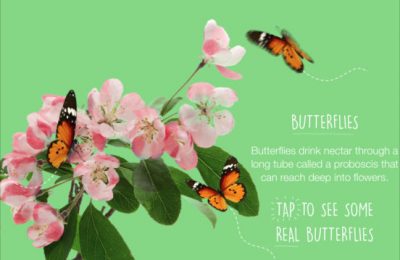 BUTTERFLIES
Butterflies drink nectar through a
long tube called a proboscis that
can reach deep into flowers.
TAP TO SEE SOME
REAL BUTTERFLIES